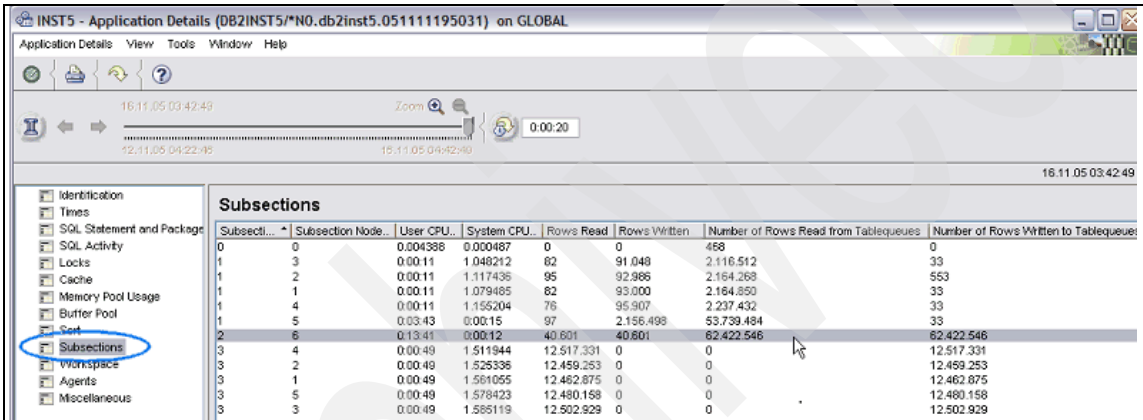 INST5 - Application Details (DB2INST5/*N0.db2inst5.051111195031) on GLOBAL
Application Details View Tools Window Help
16.11.05 03:42:49 Zoom
0:00:20
12.11.05 04:22:46 16.11.05 04:42:49
16.11.05 03:42:49
Identification
Times
SQL Statement and Package
SQL Activity
Locks
Cache
Memory Pool Usage
Buffer Pool
Sort
Subsections
Workspace
Agents
Miscellaneous
Subsections
Subsecti... Subsection Node... User CPU... System CPU... Rows Read Rows Written Number of Rows Read from Tablequeues Number of Rows Written to Tablequeues
0 0 0.004388 0.000487 0 0 458 0
1 3 0:00:11 1.048212 82 91.048 2.116.512 33
1 2 0:00:11 1.117436 95 92.986 2.164.268 553
1 1 0:00:11 1.079485 82 93.000 2.164.850 33
1 4 0:00:11 1.155204 76 95.907 2.237.432 33
1 5 0:03:43 0:00:15 97 2.156.498 53.739.484 33
2 6 0:13:41 0:00:12 40.601 40.601 62.422.546 62.422.546
3 4 0:00:49 1.511944 12.517.331 0 0 12.517.331
3 2 0:00:49 1.525336 12.459.253 0 0 12.459.253
3 1 0:00:49 1.561055 12.462.875 0 0 12.462.875
3 5 0:00:49 1.578423 12.480.158 0 0 12.480.158
3 3 0:00:49 1.585119 12.502.929 0 0 12.502.929